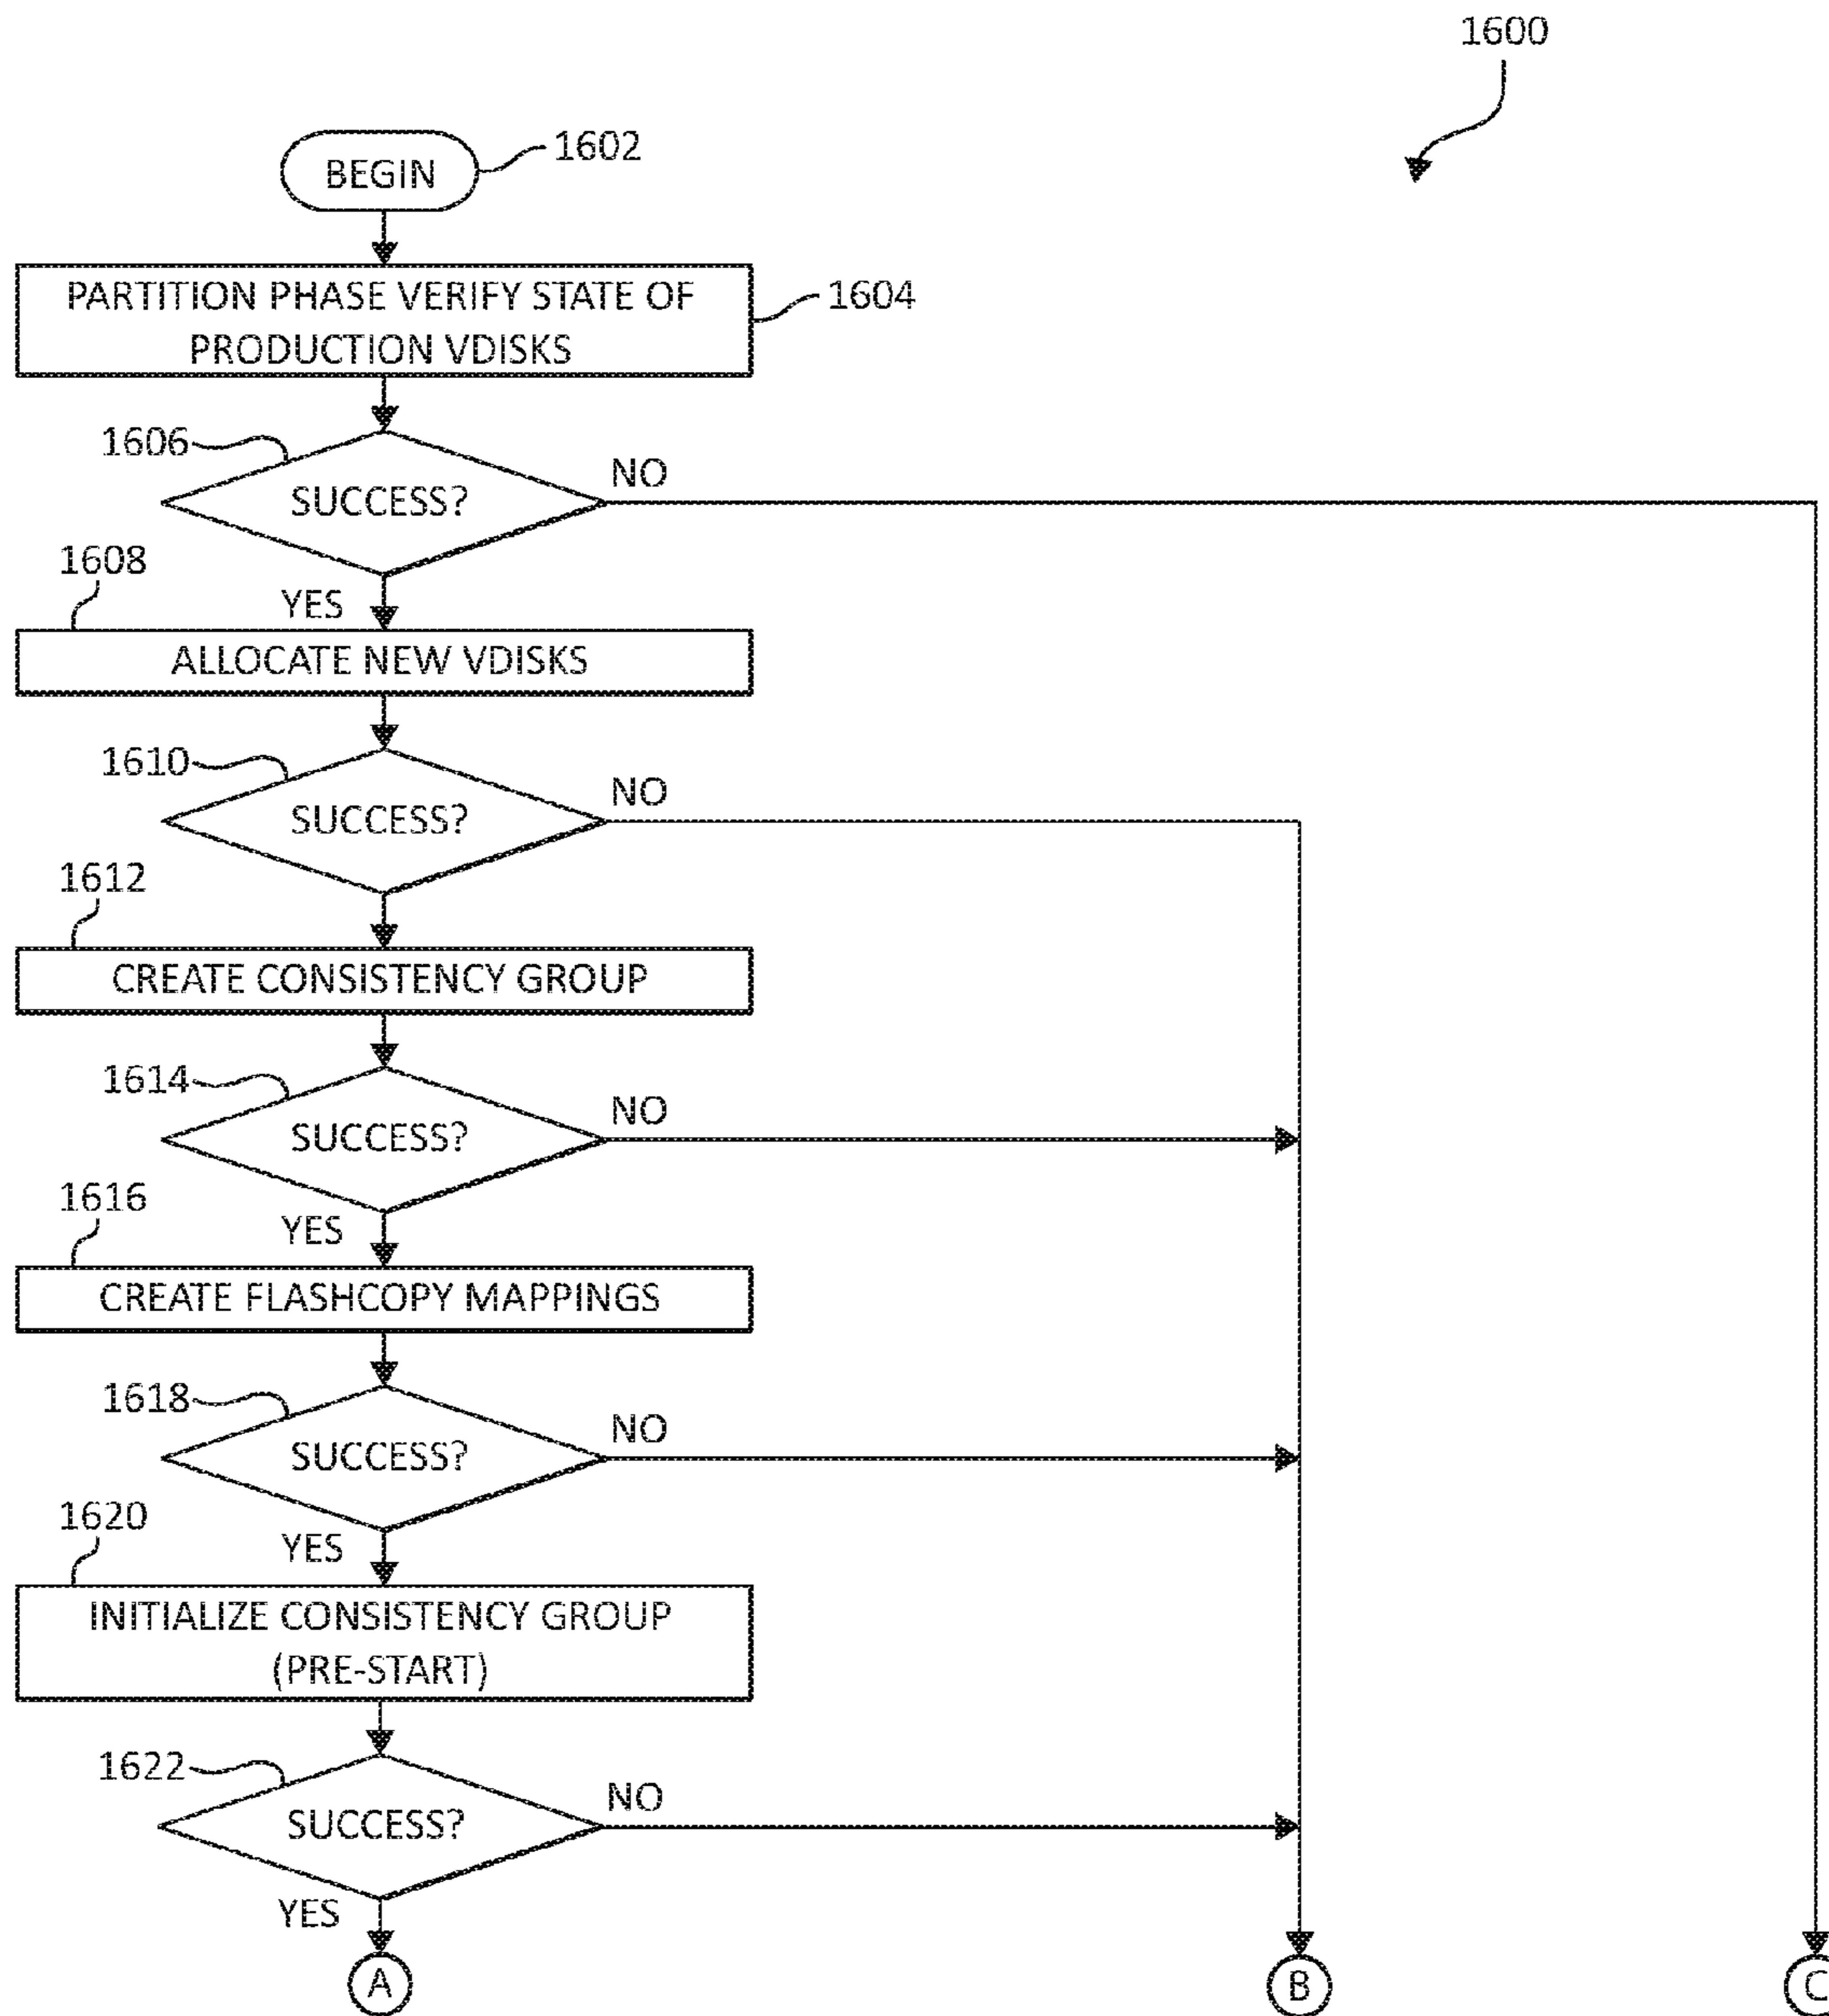 1600
BEGIN
1602
PARTITION PHASE VERIFY STATE OF
PRODUCTION VDISKS
1604
1606
SUCCESS?
NO
YES
1608
ALLOCATE NEW VDISKS
1610
SUCCESS?
NO
1612
CREATE CONSISTENCY GROUP
1614
SUCCESS?
NO
YES
1616
CREATE FLASHCOPY MAPPINGS
1618
SUCCESS?
NO
YES
1620
INITIALIZE CONSISTENCY GROUP
(PRE-START)
1622
SUCCESS?
NO
YES
A
B
C